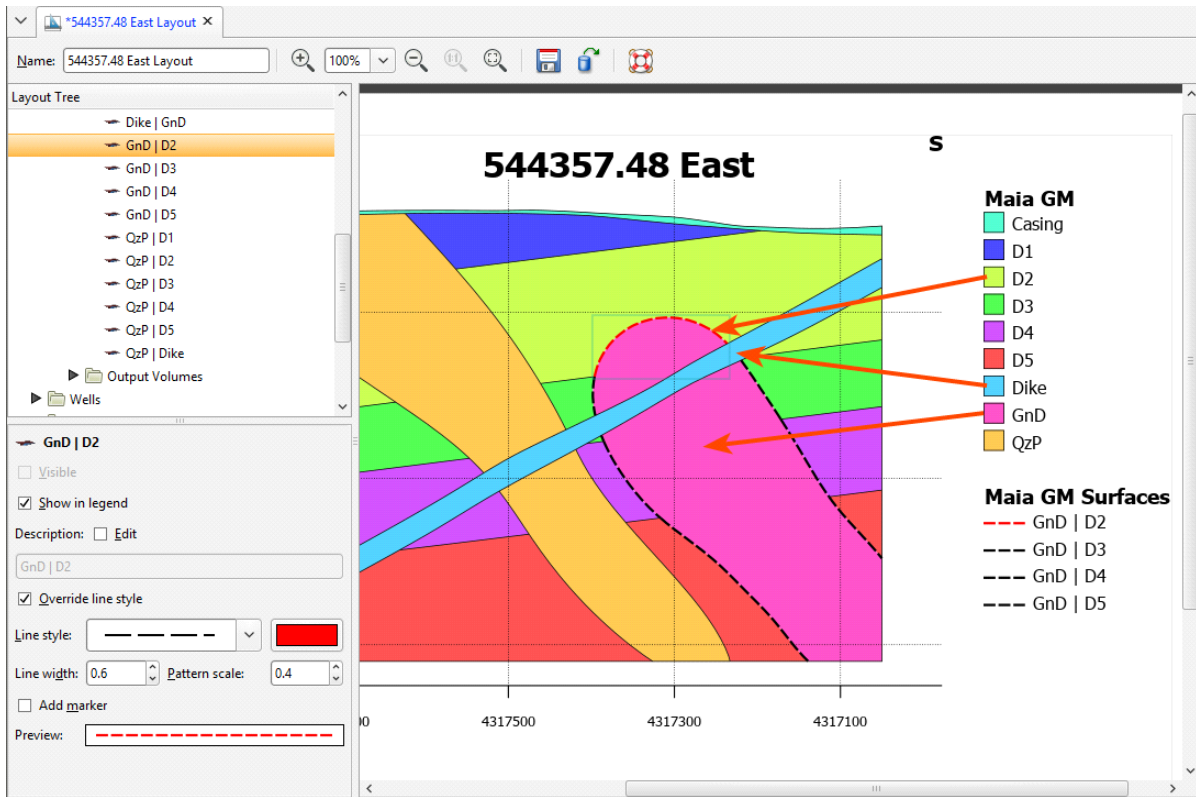 *544357.48 East Layout
Name: 544357.48 East Layout 100%
Layout Tree
Dike | GnD
GnD | D2
GnD | D3
GnD | D4
GnD | D5
QzP | D1
QzP | D2
QzP | D3
QzP | D4
QzP | D5
QzP | Dike
Output Volumes
Wells
GnD | D2
Visible
Show in legend
Description: Edit
GnD | D2
Override line style
Line style:
Line width: 0.6 Pattern scale: 0.4
Add marker
Preview:
S
544357.48 East
Maia GM
Casing
D1
D2
D3
D4
D5
Dike
GnD
QzP
Maia GM Surfaces
GnD | D2
GnD | D3
GnD | D4
GnD | D5
4317500 4317300 4317100